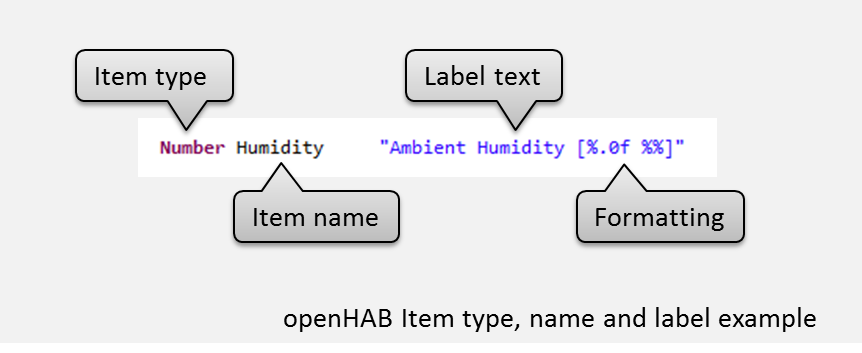 Item type
Label text
Number Humidity "Ambient Humidity [%.0f %%]"
Item name
Formatting
openHAB Item type, name and label example